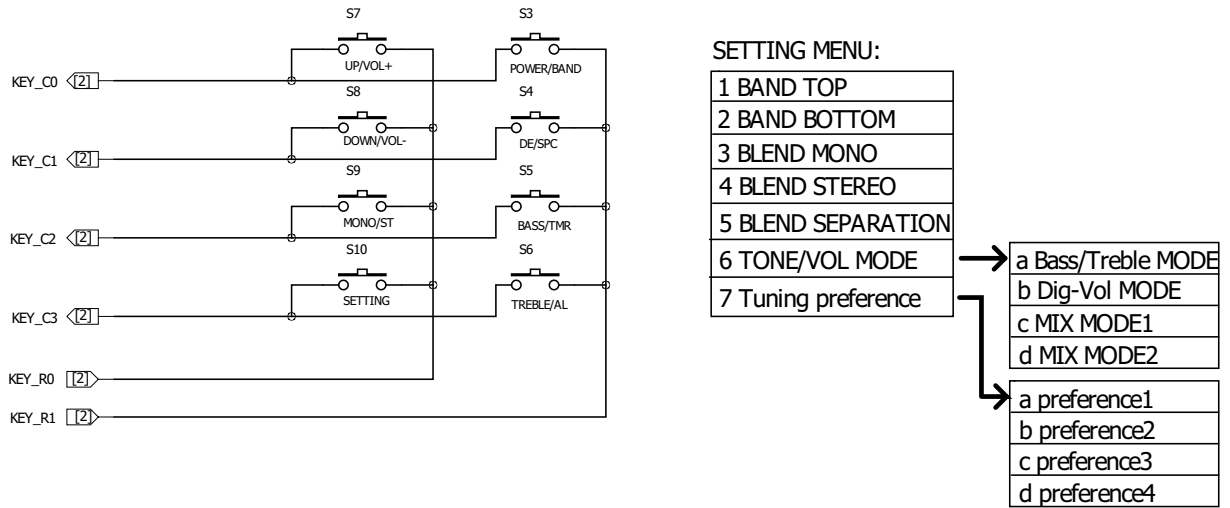 S7
S3
UP/VOL+
POWER/BAND
KEY_C0 [2]
S8
S4
DOWN/VOL-
DE/SPC
KEY_C1 [2]
S9
S5
MONO/ST
BASS/TMR
KEY_C2 [2]
S10
S6
SETTING
TREBLE/AL
KEY_C3 [2]
KEY_R0 [2]
KEY_R1 [2]
SETTING MENU:
1 BAND TOP
2 BAND BOTTOM
3 BLEND MONO
4 BLEND STEREO
5 BLEND SEPARATION
6 TONE/VOL MODE
7 Tuning preference
a Bass/Treble MODE
b Dig-Vol MODE
c MIX MODE1
d MIX MODE2
a preference1
b preference2
c preference3
d preference4